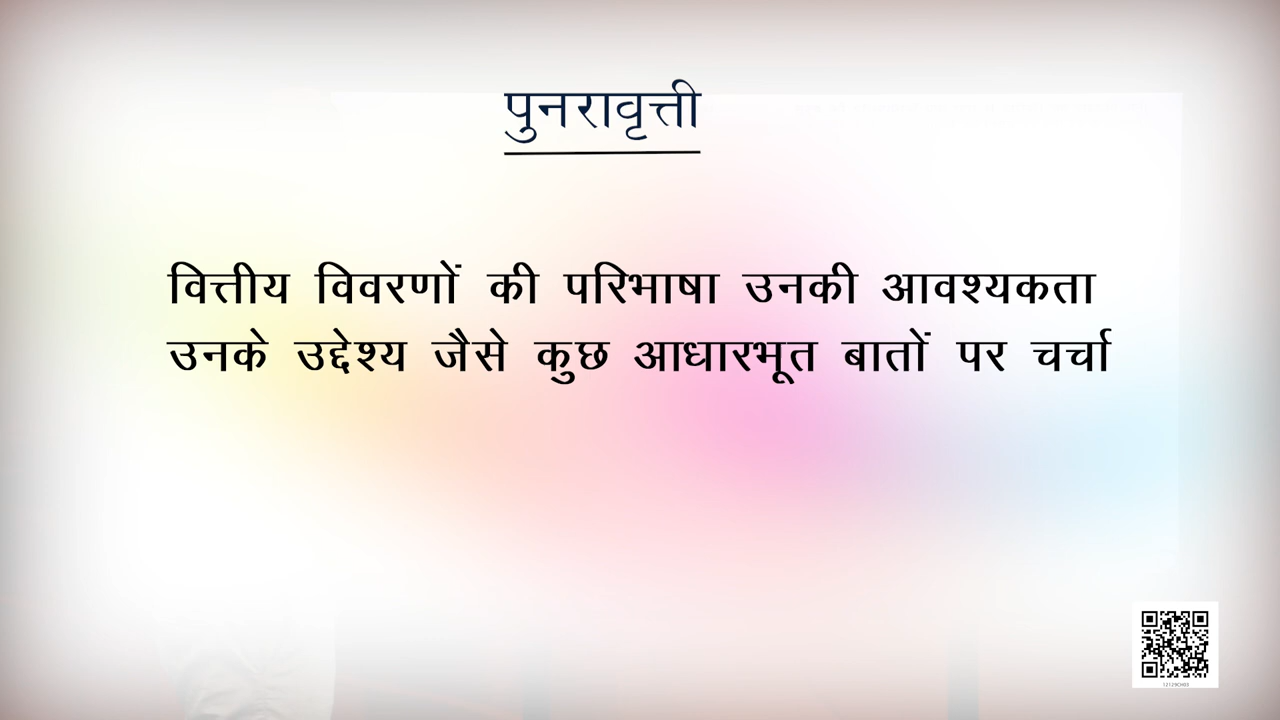 पुनरावृत्ती
वित्तीय विवरणों की परिभाषा उनकी आवश्यकता
उनके उद्देश्य जैसे कुछ आधारभूत बातों पर चर्चा